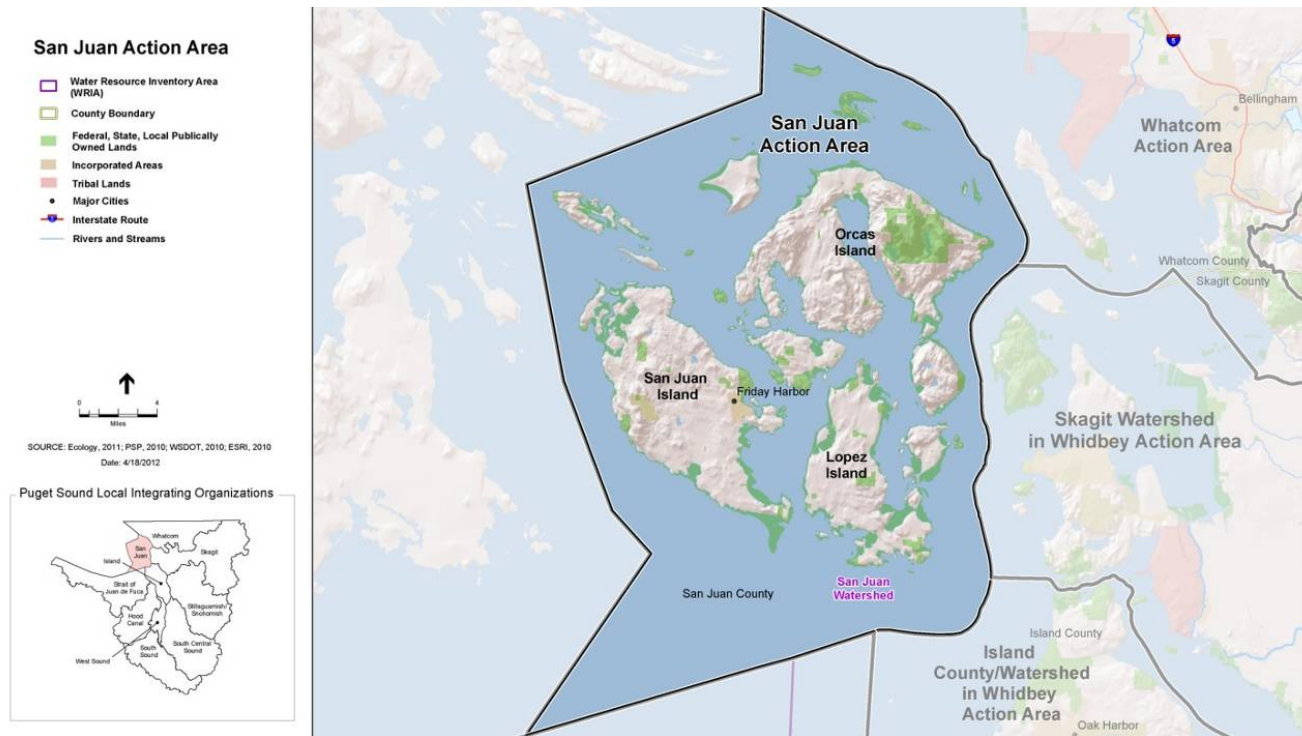 San Juan Action Area
Water Resource Inventory Area
(WRIA)
County Boundary
Federal, State, Local Publically
Owned Lands
Incorporated Areas
Tribal Lands
Major Cities
5
Interstate Route
Rivers and Streams
0
4
Miles
SOURCE: Ecology, 2011; PSP, 2010; WSDOT, 2010; ESRI, 2010
Date: 4/18/2012
Puget Sound Local Integrating Organizations
Whatcom
San
Juan
Skagit
Island
Strait of
Juan de Fuca
Stillaguamish/
Snohomish
Hood
Canal
South Central
Sound
South
Sound
West Sound
5
Bellingham
Whatcom
Action Area
San Juan
Action Area
Orcas
Island
Whatcom County
Skagit County
San Juan
Island
Friday Harbor
Skagit Watershed
in Whidbey Action Area
Lopez
Island
San Juan
Watershed
San Juan County
Island County
Island
County/Watershed
in Whidbey
Action Area
Oak Harbor